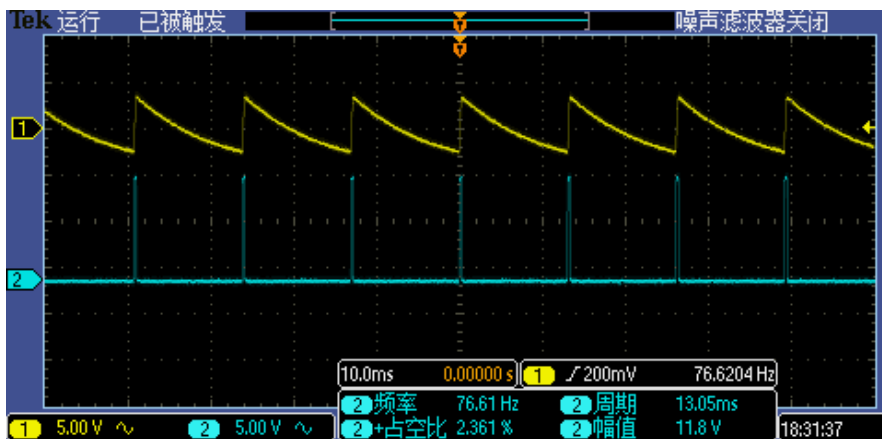 Tek 运行 已被触发 噪声滤波器关闭
1
2
10.0ms 0.00000 s 1 200mV 76.6204 Hz
2 频率 76.61 Hz 2 周期 13.05ms
1 5.00 V 2 5.00 V 2 +占空比 2.361 % 2 幅值 11.8 V 18:31:37